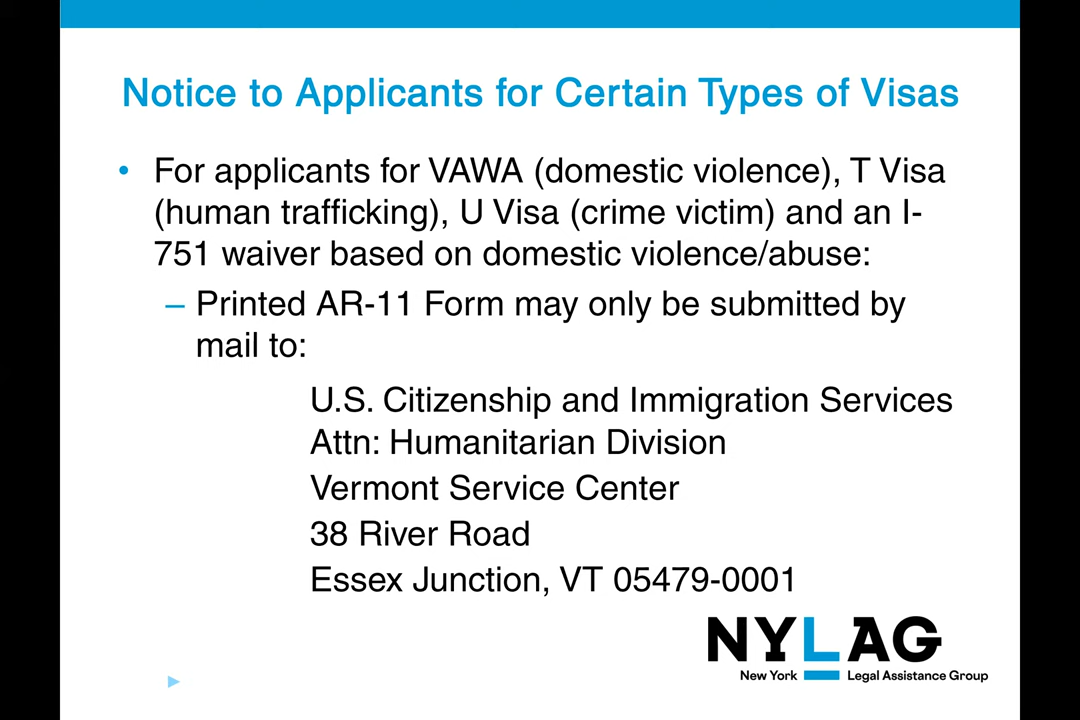 Notice to Applicants for Certain Types of Visas
• For applicants for VAWA (domestic violence), T Visa
(human trafficking), U Visa (crime victim) and an I-
751 waiver based on domestic violence/abuse:
– Printed AR-11 Form may only be submitted by
mail to:
U.S. Citizenship and Immigration Services
Attn: Humanitarian Division
Vermont Service Center
38 River Road
Essex Junction, VT 05479-0001
NYLAG
New York Legal Assistance Group